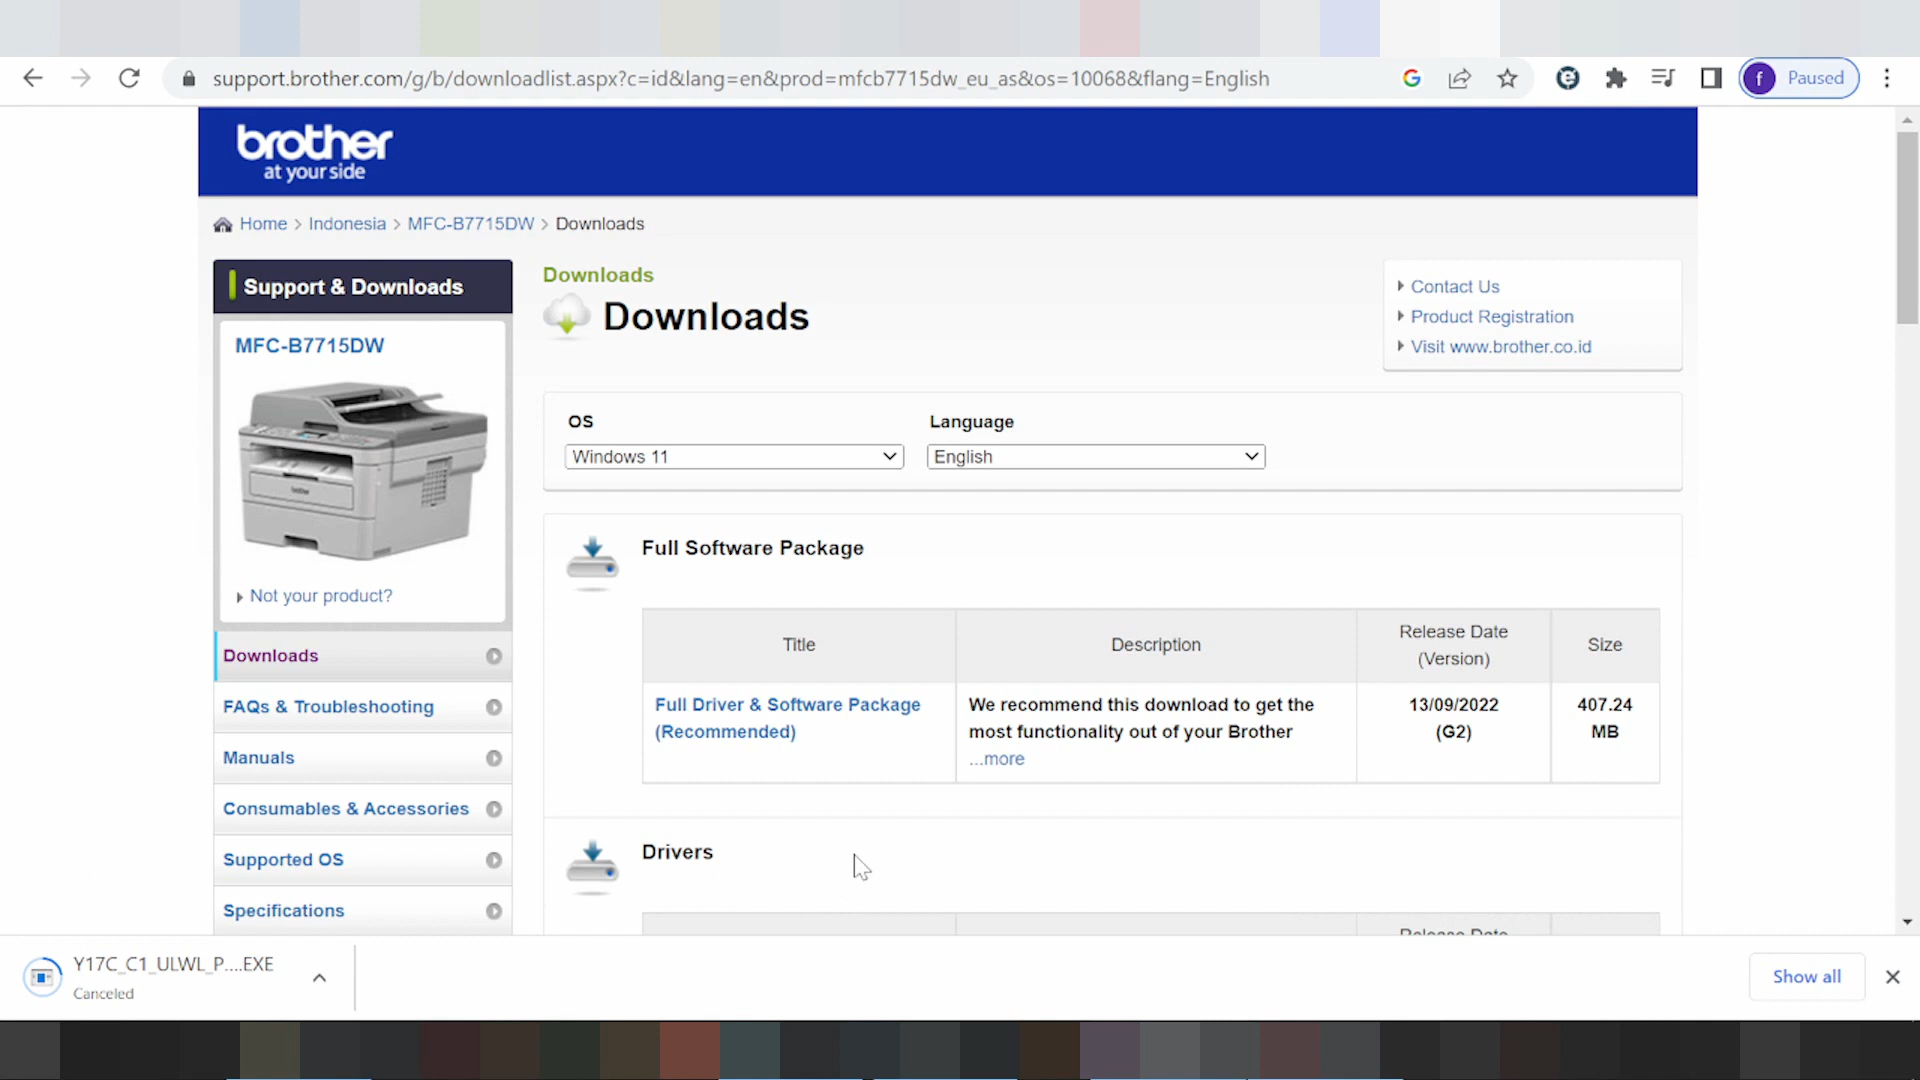 support.brother.com/g/b/downloadlist.aspx?c=id&lang=en&prod=mfcb7715dw_eu_as&os=10068&flang=English
f Paused
brother
at your side
Home > Indonesia > MFC-B7715DW > Downloads
Support & Downloads
MFC-B7715DW
Not your product?
Downloads
FAQs & Troubleshooting
Manuals
Consumables & Accessories
Supported OS
Specifications
Downloads
Downloads
Contact Us
Product Registration
Visit www.brother.co.id
OS
Language
Windows 11
English
Full Software Package
Title
Description
Release Date
(Version)
Size
Full Driver & Software Package
(Recommended)
We recommend this download to get the
most functionality out of your Brother
...more
13/09/2022
(G2)
407.24
MB
Drivers
Release Date
Y17C_C1_ULWL_P....EXE
Canceled
Show all